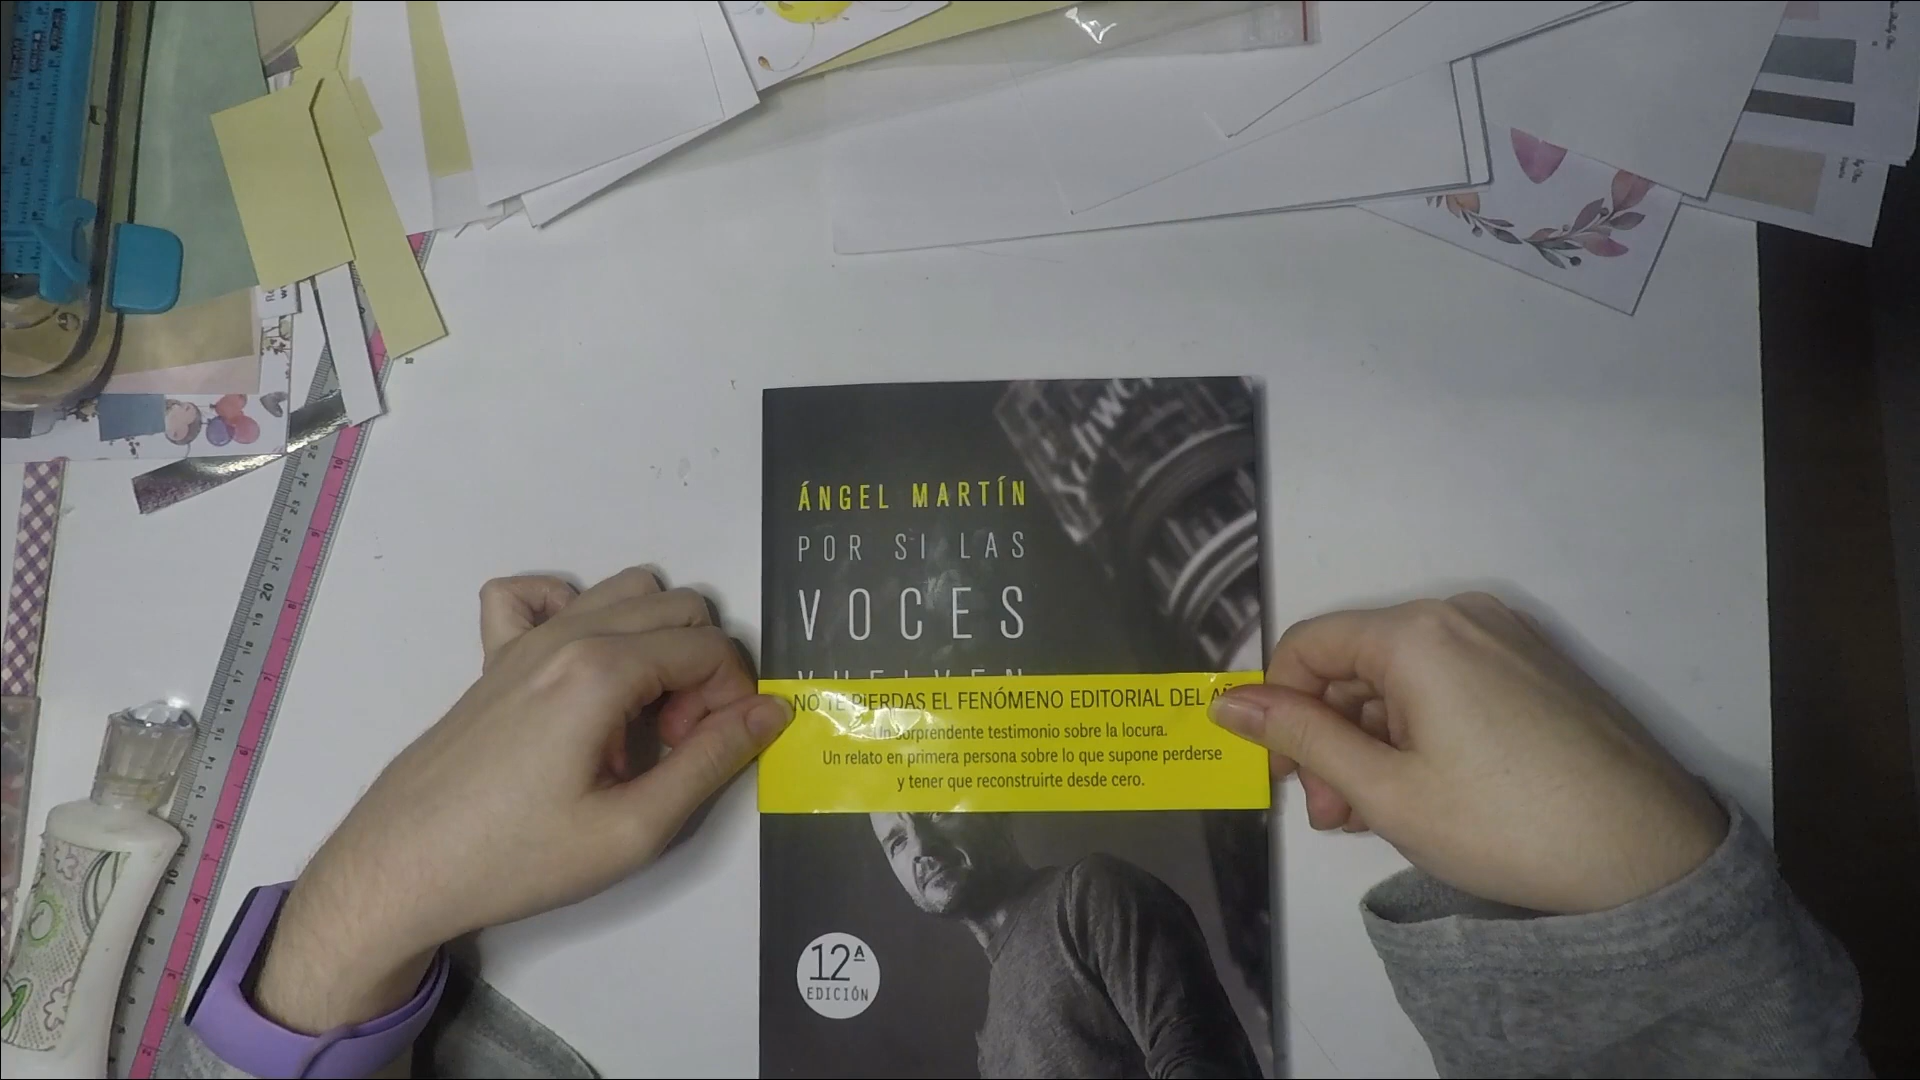 ÁNGEL MARTÍN
POR SI LAS
VOCES
VUELVEN
NO TE PIERDAS EL FENÓMENO EDITORIAL DEL
Un sorprendente testimonio sobre la locura.
Un relato en primera persona sobre lo que supone perderse
y tener que reconstruirte desde cero.
12ª
EDICIÓN